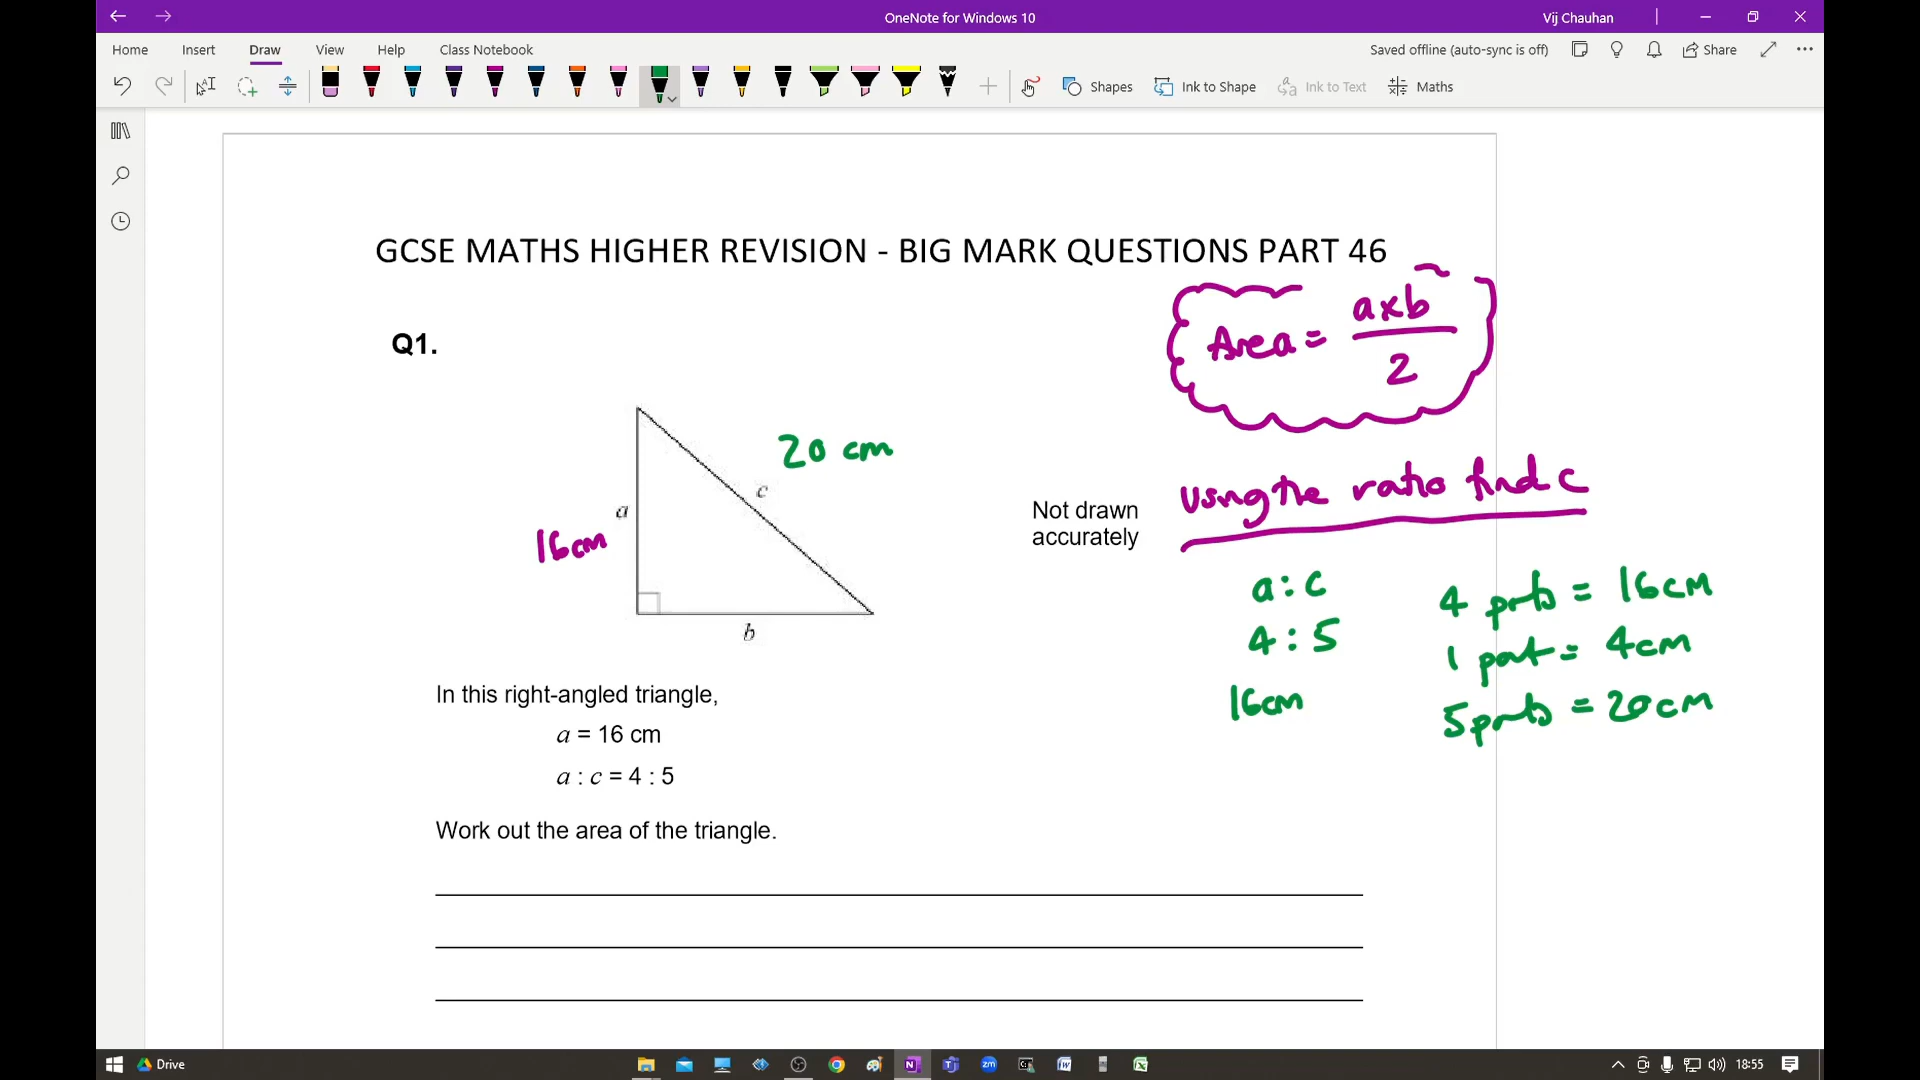 OneNote for Windows 10
Vij Chauhan
Home Insert Draw View Help Class Notebook
Saved offline (auto-sync is off) Share
Shapes Ink to Shape Ink to Text Maths
GCSE MATHS HIGHER REVISION - BIG MARK QUESTIONS PART 46
Area = axb
2
Q1.
20 cm
c
a
16cm
b
Not drawn
accurately
Using the ratio find c
a:c
4:5
16cm
4 parts = 16cm
1 part = 4cm
5 parts = 20cm
In this right-angled triangle,
a = 16 cm
a : c = 4 : 5
Work out the area of the triangle.
Drive
18:55